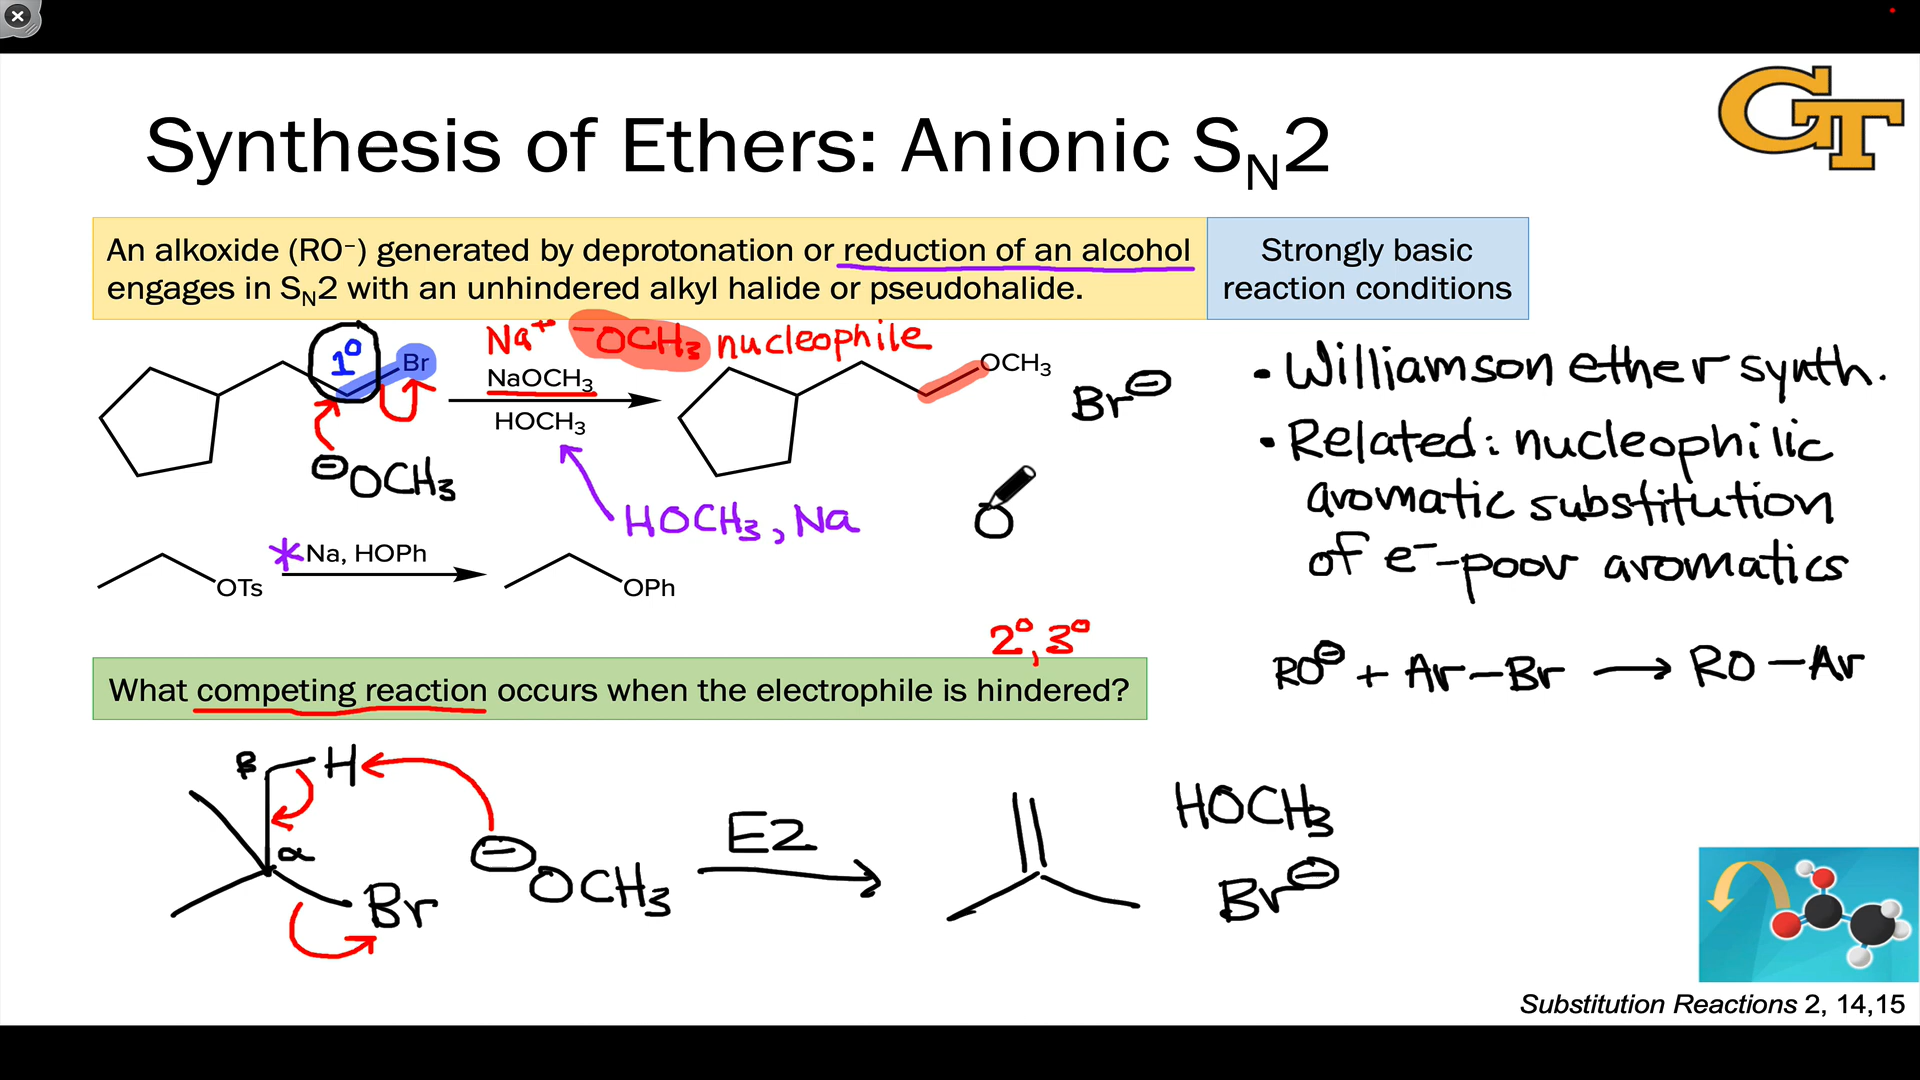 GT
Synthesis of Ethers: Anionic SN2
An alkoxide (RO⁻) generated by deprotonation or reduction of an alcohol
engages in SN2 with an unhindered alkyl halide or pseudohalide.
Strongly basic
reaction conditions
1° Br
Na⁺ ⁻OCH₃ nucleophile
NaOCH₃
HOCH₃
OCH₃
Br⊖
⊖OCH₃
HOCH₃, Na
O
• Williamson ether synth.
• Related: nucleophilic
aromatic substitution
of e⁻-poor aromatics
RO⊖ + Ar–Br → RO–Ar
OTs
*Na, HOPh
OPh
2°, 3°
What competing reaction occurs when the electrophile is hindered?
β H
α
Br
⊖OCH₃
E2
HOCH₃
Br⊖
Substitution Reactions 2, 14,15